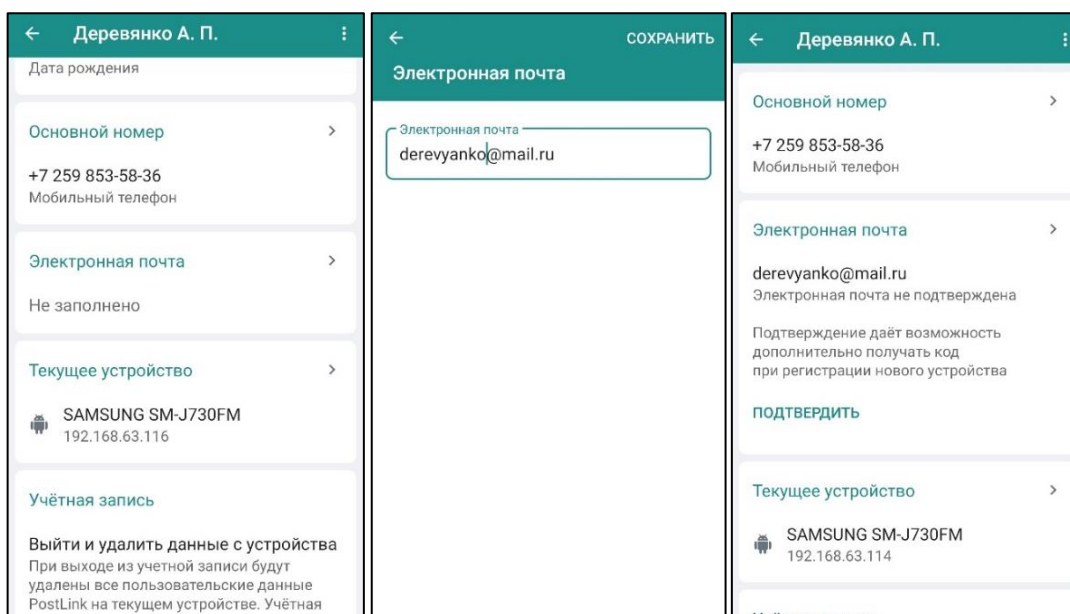 Деревянко А. П.
Дата рождения
Основной номер
+7 259 853-58-36
Мобильный телефон
Электронная почта
Не заполнено
Текущее устройство
SAMSUNG SM-J730FM
192.168.63.116
Учётная запись
Выйти и удалить данные с устройства
При выходе из учетной записи будут
удалены все пользовательские данные
PostLink на текущем устройстве. Учётная
СОХРАНИТЬ
Электронная почта
Электронная почта
derevyanko@mail.ru
Деревянко А. П.
Основной номер
+7 259 853-58-36
Мобильный телефон
Электронная почта
derevyanko@mail.ru
Электронная почта не подтверждена
Подтверждение даёт возможность
дополнительно получать код
при регистрации нового устройства
ПОДТВЕРДИТЬ
Текущее устройство
SAMSUNG SM-J730FM
192.168.63.114